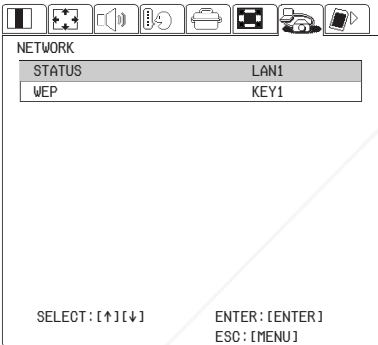 NETWORK
STATUS LAN1
WEP KEY1
SELECT:[↑][↓] ENTER:[ENTER]
ESC:[MENU]